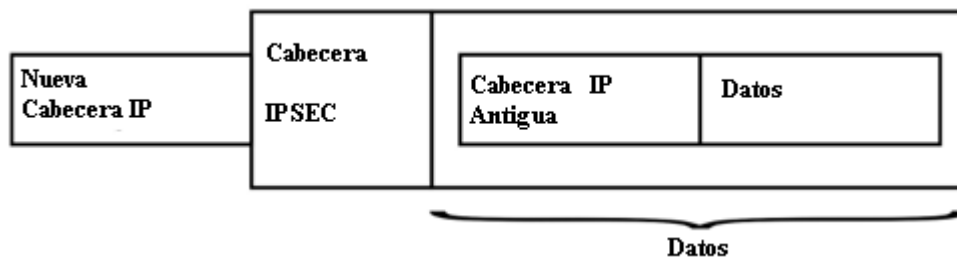 Nueva
Cabecera IP
Cabecera
IPSEC
Cabecera IP
Antigua
Datos
Datos